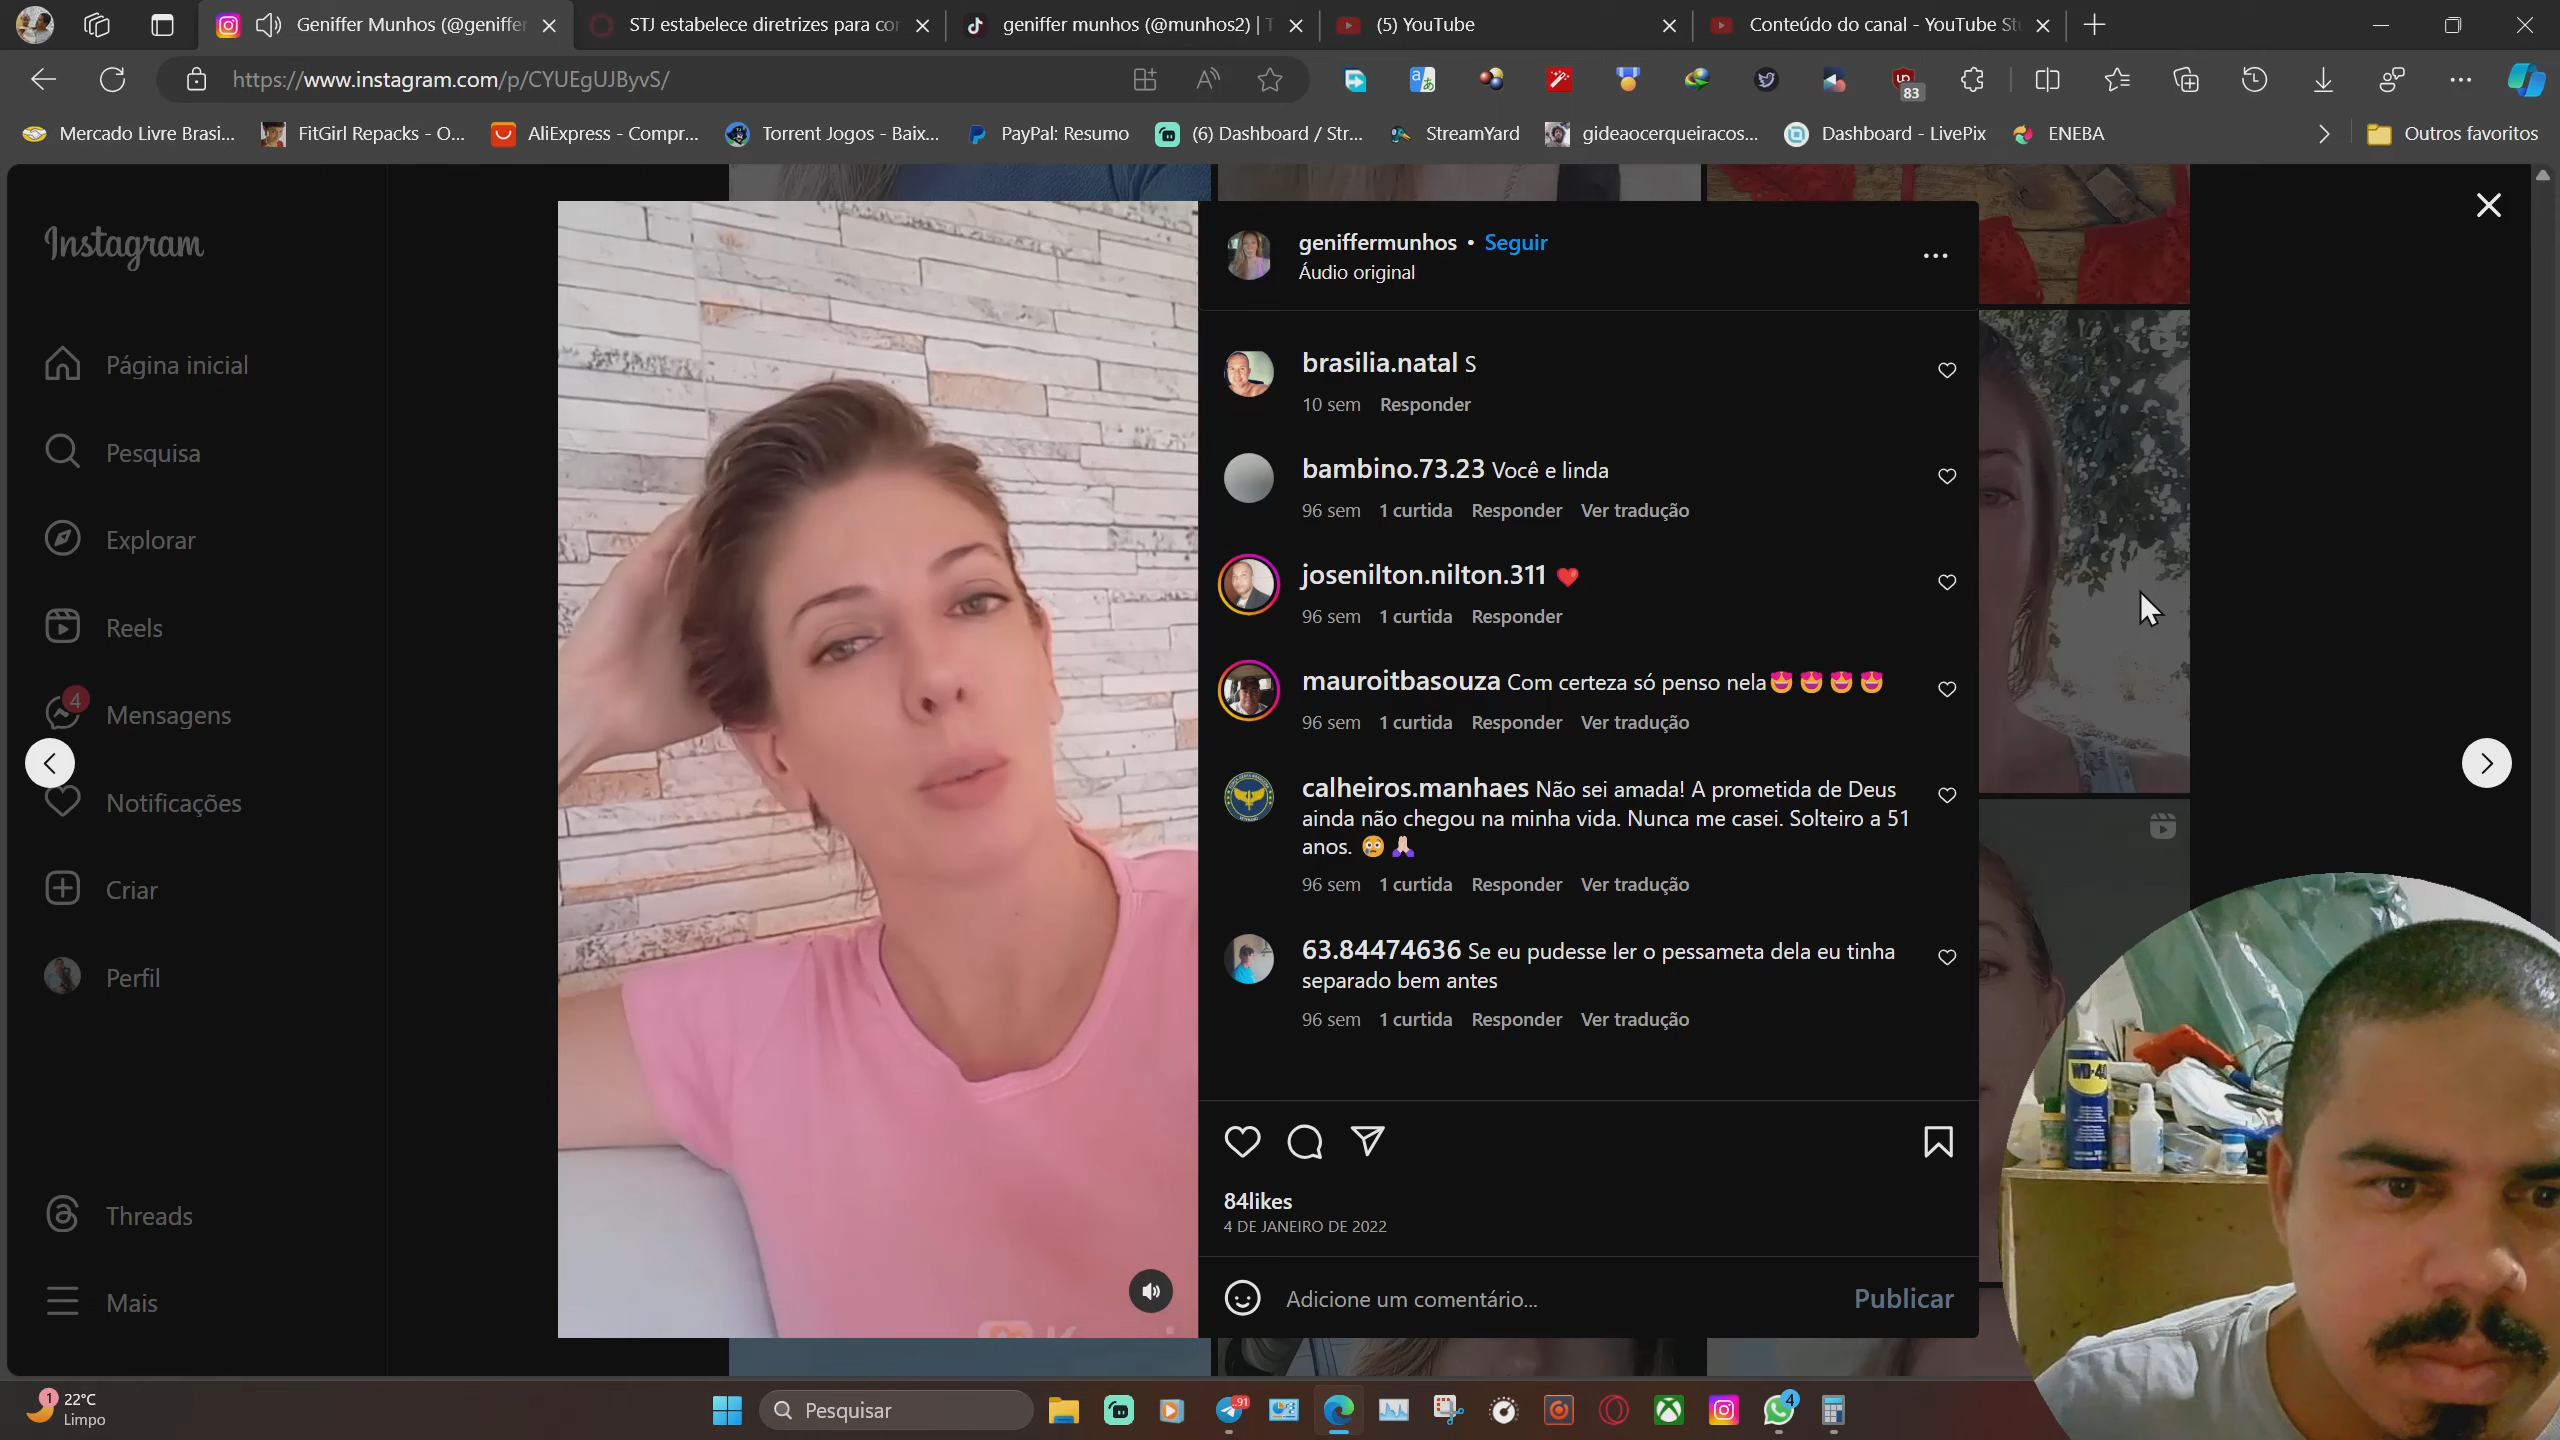 Geniffer Munhos (@geniffer
STJ estabelece diretrizes para cor
geniffer munhos (@munhos2) | T
(5) YouTube
Conteúdo do canal - YouTube Stu
https://www.instagram.com/p/CYUEgUJByvS/
83
Mercado Livre Brasi...
FitGirl Repacks - O...
AliExpress - Compr...
Torrent Jogos - Baix...
PayPal: Resumo
(6) Dashboard / Str...
StreamYard
gideaocerqueiracos...
Dashboard - LivePix
ENEBA
Outros favoritos
Instagram
Página inicial
Pesquisa
Explorar
Reels
4
Mensagens
Notificações
Criar
Perfil
Threads
Mais
geniffermunhos • Seguir
Áudio original
brasilia.natal S
10 sem Responder
bambino.73.23 Você e linda
96 sem 1 curtida Responder Ver tradução
josenilton.nilton.311 ❤️
96 sem 1 curtida Responder
mauroitbasouza Com certeza só penso nela😍😍😍😍
96 sem 1 curtida Responder Ver tradução
calheiros.manhaes Não sei amada! A prometida de Deus
ainda não chegou na minha vida. Nunca me casei. Solteiro a 51
anos. 😢🙏🏻
96 sem 1 curtida Responder Ver tradução
63.84474636 Se eu pudesse ler o pessameta dela eu tinha
separado bem antes
96 sem 1 curtida Responder Ver tradução
84likes
4 DE JANEIRO DE 2022
Adicione um comentário...
Publicar
WD-40
1
22°C
Limpo
Pesquisar
91
4